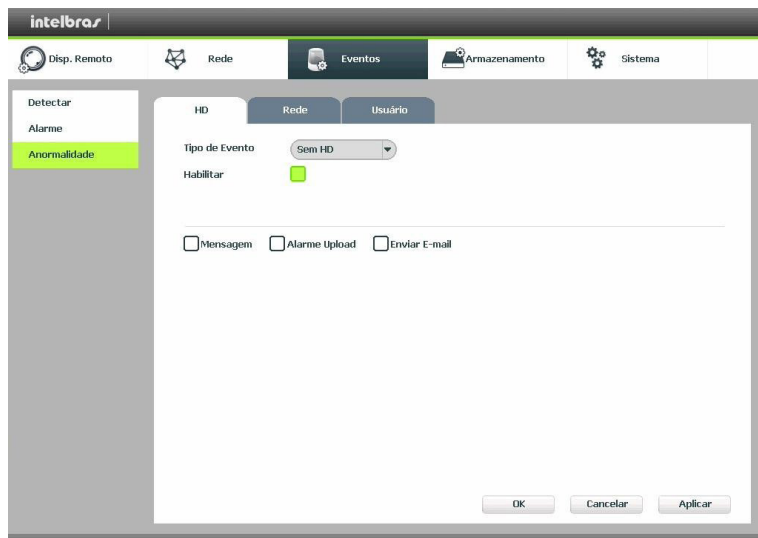 intelbras
Disp. Remoto
Rede
Eventos
Armazenamento
Sistema
Detectar
Alarme
Anormalidade
HD
Rede
Usuário
Tipo de Evento
Sem HD
Habilitar
Mensagem
Alarme Upload
Enviar E-mail
OK
Cancelar
Aplicar